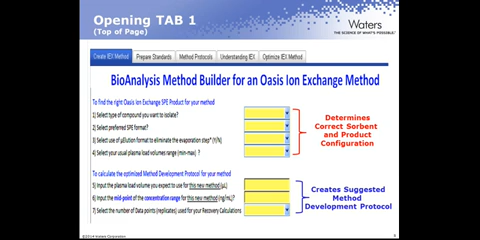 Opening TAB 1
(Top of Page)
Waters
THE SCIENCE OF WHAT'S POSSIBLE.
Create IEX Method
Prepare Standards
Method Protocols
Understanding IEX
Optimize IEX Method
BioAnalysis Method Builder for an Oasis Ion Exchange Method
To find the right Oasis Ion Exchange SPE Product for your method
1) Select type of compound you want to isolate?
2) Select preferred SPE format?
3) Select use of µElution format to eliminate the evaporation step* (Y/N)
4) Select your usual plasma load volumes range (min-max) ?
Determines
Correct Sorbent
and Product
Configuration
To calculate the optimized Method Development Protocol for your method
5) Input the plasma load volume you expect to use for this new method (µL)
6) Input the mid-point of the concentration range for this new method (ng/mL)?
7) Select the number of Data points (replicates) used for your Recovery Calculations
Creates Suggested
Method
Development Protocol
©2014 Waters Corporation